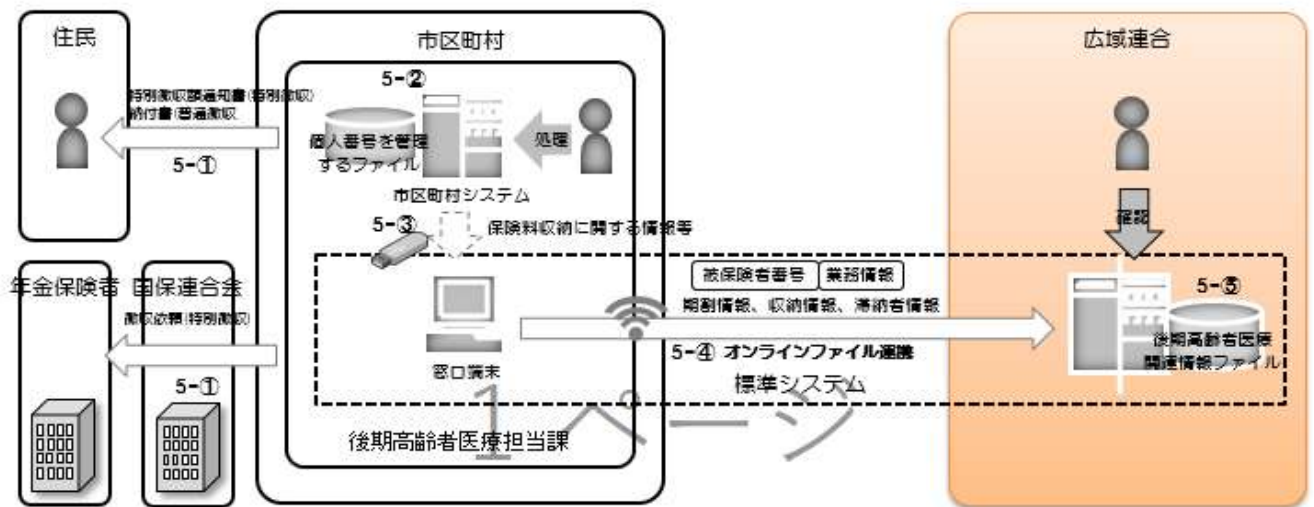 住民
市区町村
広域連合
5-②
特別徴収額通知書(特別徴収)
納付書(普通徴収
5-①
個人番号を管理
するファイル
処理
市区町村システム
5-③
保険料収納に関する情報等
確認
年金保険者
国保連合会
徴収依頼(特別徴収)
5-①
被保険者番号
業務情報
期割情報、収納情報、滞納者情報
5-⑤
後期高齢者医療
関連情報ファイル
窓口端末
5-④ オンラインファイル連携
標準システム
1 ページ
後期高齢者医療担当課